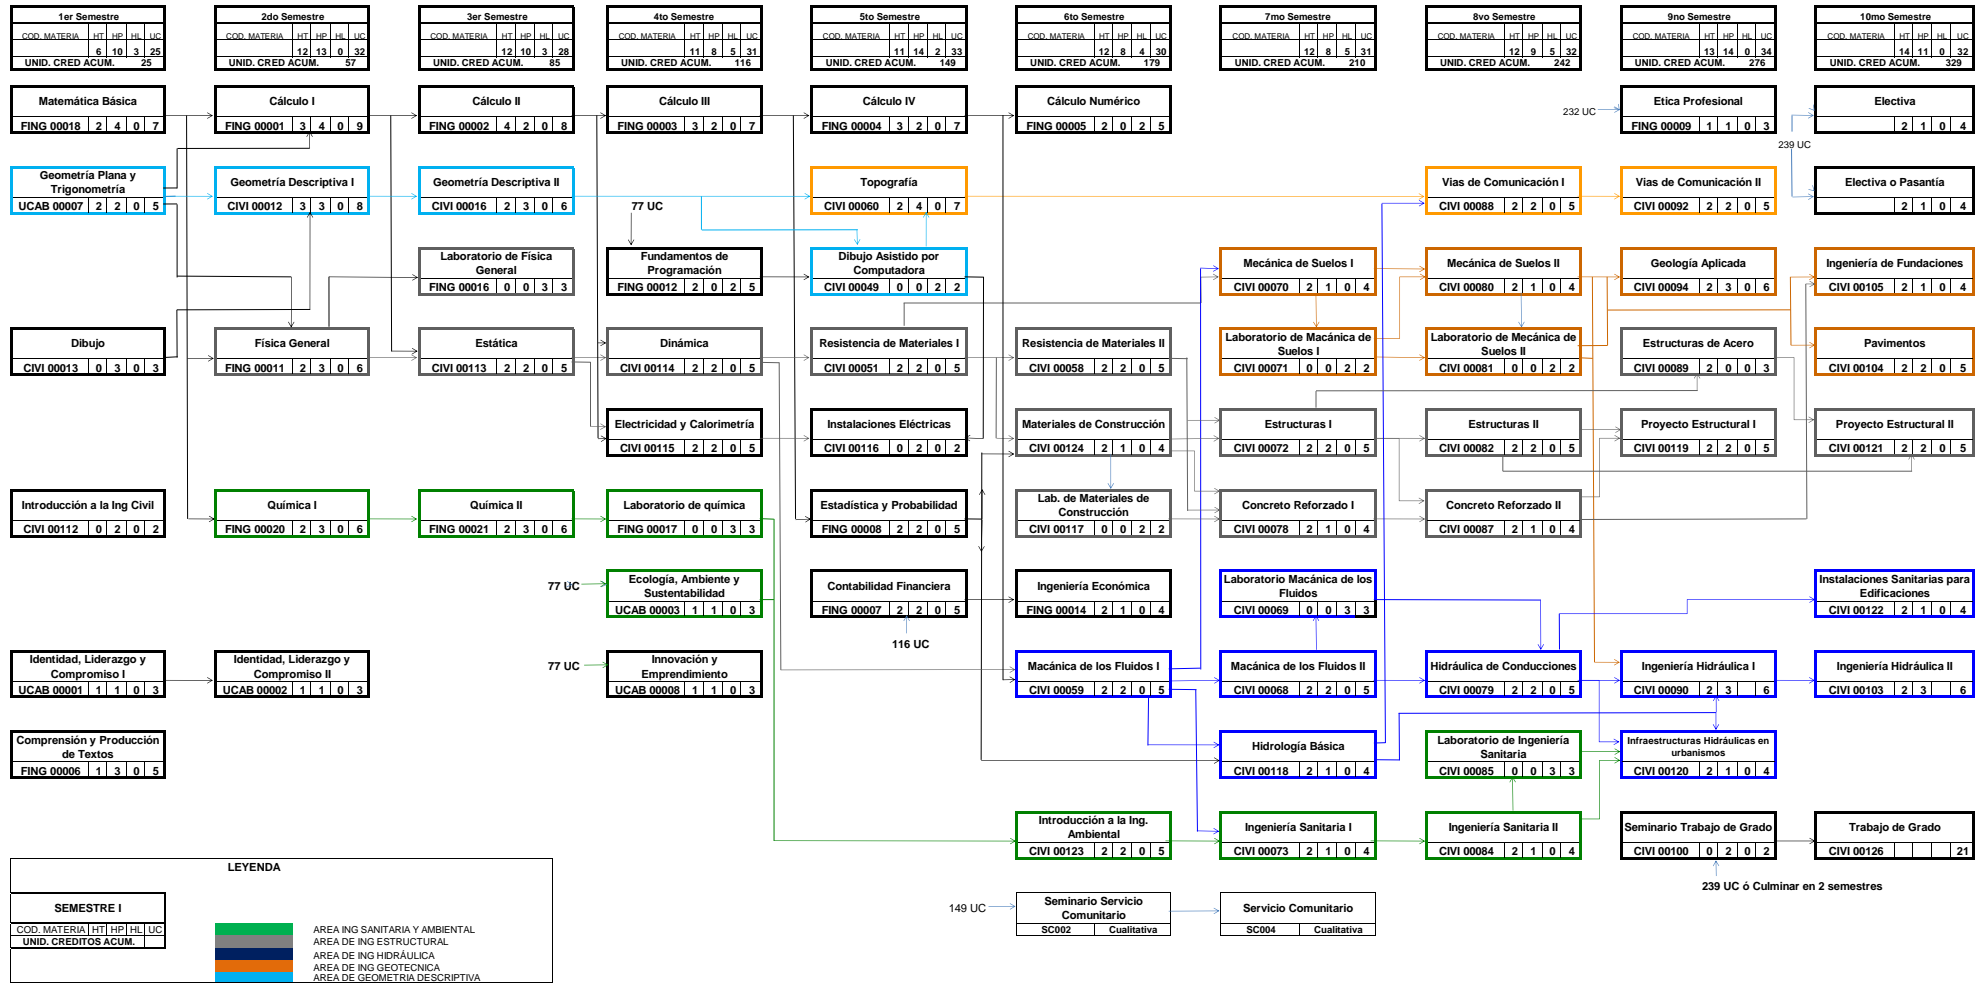 1er Semestre
COD. MATERIA HT HP HL UC
6 10 3 25
UNID. CRED ACUM. 25
2do Semestre
COD. MATERIA HT HP HL UC
12 13 0 32
UNID. CRED ACUM. 57
3er Semestre
COD. MATERIA HT HP HL UC
12 10 3 28
UNID. CRED ACUM. 85
4to Semestre
COD. MATERIA HT HP HL UC
11 8 5 31
UNID. CRED ACUM. 116
5to Semestre
COD. MATERIA HT HP HL UC
11 14 2 33
UNID. CRED ACUM. 149
6to Semestre
COD. MATERIA HT HP HL UC
12 8 4 30
UNID. CRED ACUM. 179
7mo Semestre
COD. MATERIA HT HP HL UC
12 8 5 31
UNID. CRED ACUM. 210
8vo Semestre
COD. MATERIA HT HP HL UC
12 9 5 32
UNID. CRED ACUM. 242
9no Semestre
COD. MATERIA HT HP HL UC
13 14 0 34
UNID. CRED ACUM. 276
10mo Semestre
COD. MATERIA HT HP HL UC
14 11 0 32
UNID. CRED ACUM. 329
Matemática Básica
FING 00018 2 4 0 7
Cálculo I
FING 00001 3 4 0 9
Cálculo II
FING 00002 4 2 0 8
Cálculo III
FING 00003 3 2 0 7
Cálculo IV
FING 00004 3 2 0 7
Cálculo Numérico
FING 00005 2 0 2 5
232 UC
Etica Profesional
FING 00009 1 1 0 3
Electiva
2 1 0 4
239 UC
Geometría Plana y
Trigonometría
UCAB 00007 2 2 0 5
Geometría Descriptiva I
CIVI 00012 3 3 0 8
Geometría Descriptiva II
CIVI 00016 2 3 0 6
77 UC
Topografía
CIVI 00060 2 4 0 7
Vias de Comunicación I
CIVI 00088 2 2 0 5
Vias de Comunicación II
CIVI 00092 2 2 0 5
Electiva o Pasantía
2 1 0 4
Laboratorio de Física
General
FING 00016 0 0 3 3
Fundamentos de
Programación
FING 00012 2 0 2 5
Dibujo Asistido por
Computadora
CIVI 00049 0 0 2 2
Mecánica de Suelos I
CIVI 00070 2 1 0 4
Mecánica de Suelos II
CIVI 00080 2 1 0 4
Geología Aplicada
CIVI 00094 2 3 0 6
Ingeniería de Fundaciones
CIVI 00105 2 1 0 4
Dibujo
CIVI 00013 0 3 0 3
Física General
FING 00011 2 3 0 6
Estática
CIVI 00113 2 2 0 5
Dinámica
CIVI 00114 2 2 0 5
Resistencia de Materiales I
CIVI 00051 2 2 0 5
Resistencia de Materiales II
CIVI 00058 2 2 0 5
Laboratorio de Macánica de
Suelos I
CIVI 00071 0 0 2 2
Laboratorio de Mecánica de
Suelos II
CIVI 00081 0 0 2 2
Estructuras de Acero
CIVI 00089 2 0 0 3
Pavimentos
CIVI 00104 2 2 0 5
Electricidad y Calorimetría
CIVI 00115 2 2 0 5
Instalaciones Eléctricas
CIVI 00116 0 2 0 2
Materiales de Construcción
CIVI 00124 2 1 0 4
Estructuras I
CIVI 00072 2 2 0 5
Estructuras II
CIVI 00082 2 2 0 5
Proyecto Estructural I
CIVI 00119 2 2 0 5
Proyecto Estructural II
CIVI 00121 2 2 0 5
Introducción a la Ing Civil
CIVI 00112 0 2 0 2
Química I
FING 00020 2 3 0 6
Química II
FING 00021 2 3 0 6
Laboratorio de química
FING 00017 0 0 3 3
Estadística y Probabilidad
FING 00008 2 2 0 5
Lab. de Materiales de
Construcción
CIVI 00117 0 0 2 2
Concreto Reforzado I
CIVI 00078 2 1 0 4
Concreto Reforzado II
CIVI 00087 2 1 0 4
77 UC
Ecología, Ambiente y
Sustentabilidad
UCAB 00003 1 1 0 3
Contabilidad Financiera
FING 00007 2 2 0 5
116 UC
Ingeniería Económica
FING 00014 2 1 0 4
Laboratorio Macánica de los
Fluidos
CIVI 00069 0 0 3 3
Instalaciones Sanitarias para
Edificaciones
CIVI 00122 2 1 0 4
Identidad, Liderazgo y
Compromiso I
UCAB 00001 1 1 0 3
Identidad, Liderazgo y
Compromiso II
UCAB 00002 1 1 0 3
77 UC
Innovación y
Emprendimiento
UCAB 00008 1 1 0 3
Macánica de los Fluidos I
CIVI 00059 2 2 0 5
Macánica de los Fluidos II
CIVI 00068 2 2 0 5
Hidráulica de Conducciones
CIVI 00079 2 2 0 5
Ingeniería Hidráulica I
CIVI 00090 2 3 6
Ingeniería Hidráulica II
CIVI 00103 2 3 6
Comprensión y Producción
de Textos
FING 00006 1 3 0 5
Hidrología Básica
CIVI 00118 2 1 0 4
Laboratorio de Ingeniería
Sanitaria
CIVI 00085 0 0 3 3
Infraestructuras Hidráulicas en
urbanismos
CIVI 00120 2 1 0 4
Introducción a la Ing.
Ambiental
CIVI 00123 2 2 0 5
Ingeniería Sanitaria I
CIVI 00073 2 1 0 4
Ingeniería Sanitaria II
CIVI 00084 2 1 0 4
Seminario Trabajo de Grado
CIVI 00100 0 2 0 2
Trabajo de Grado
CIVI 00126 21
239 UC ó Culminar en 2 semestres
149 UC
Seminario Servicio
Comunitario
SC002 Cualitativa
Servicio Comunitario
SC004 Cualitativa
LEYENDA
SEMESTRE I
COD. MATERIA HT HP HL UC
UNID. CREDITOS ACUM.
AREA ING SANITARIA Y AMBIENTAL
AREA DE ING ESTRUCTURAL
AREA DE ING HIDRÁULICA
AREA DE ING GEOTECNICA
AREA DE GEOMETRIA DESCRIPTIVA